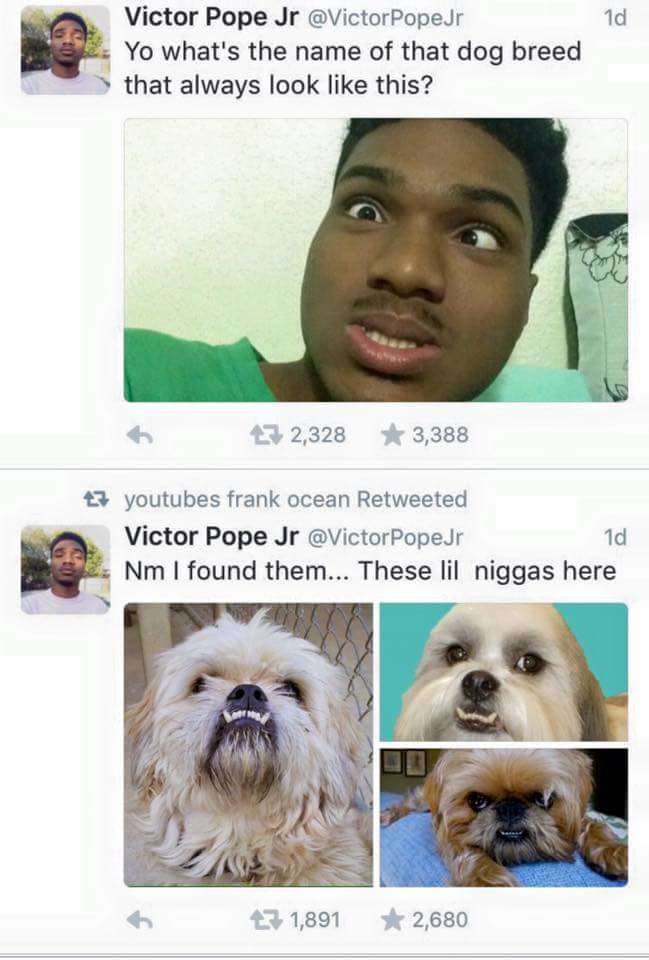 Victor Pope Jr @VictorPopeJr 1d
Yo what's the name of that dog breed
that always look like this?
2,328 3,388
youtubes frank ocean Retweeted
Victor Pope Jr @VictorPopeJr 1d
Nm I found them... These lil niggas here
1,891 2,680